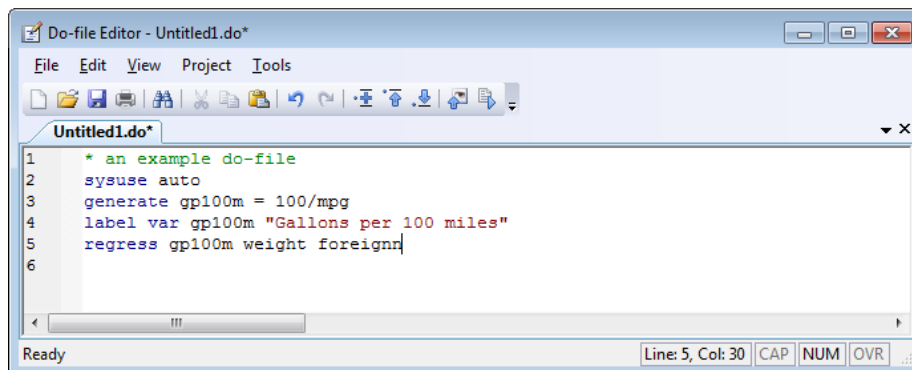 Do-file Editor - Untitled1.do*
File Edit View Project Tools
Untitled1.do*
1 * an example do-file
2 sysuse auto
3 generate gp100m = 100/mpg
4 label var gp100m "Gallons per 100 miles"
5 regress gp100m weight foreignn
6
Ready Line: 5, Col: 30 CAP NUM OVR